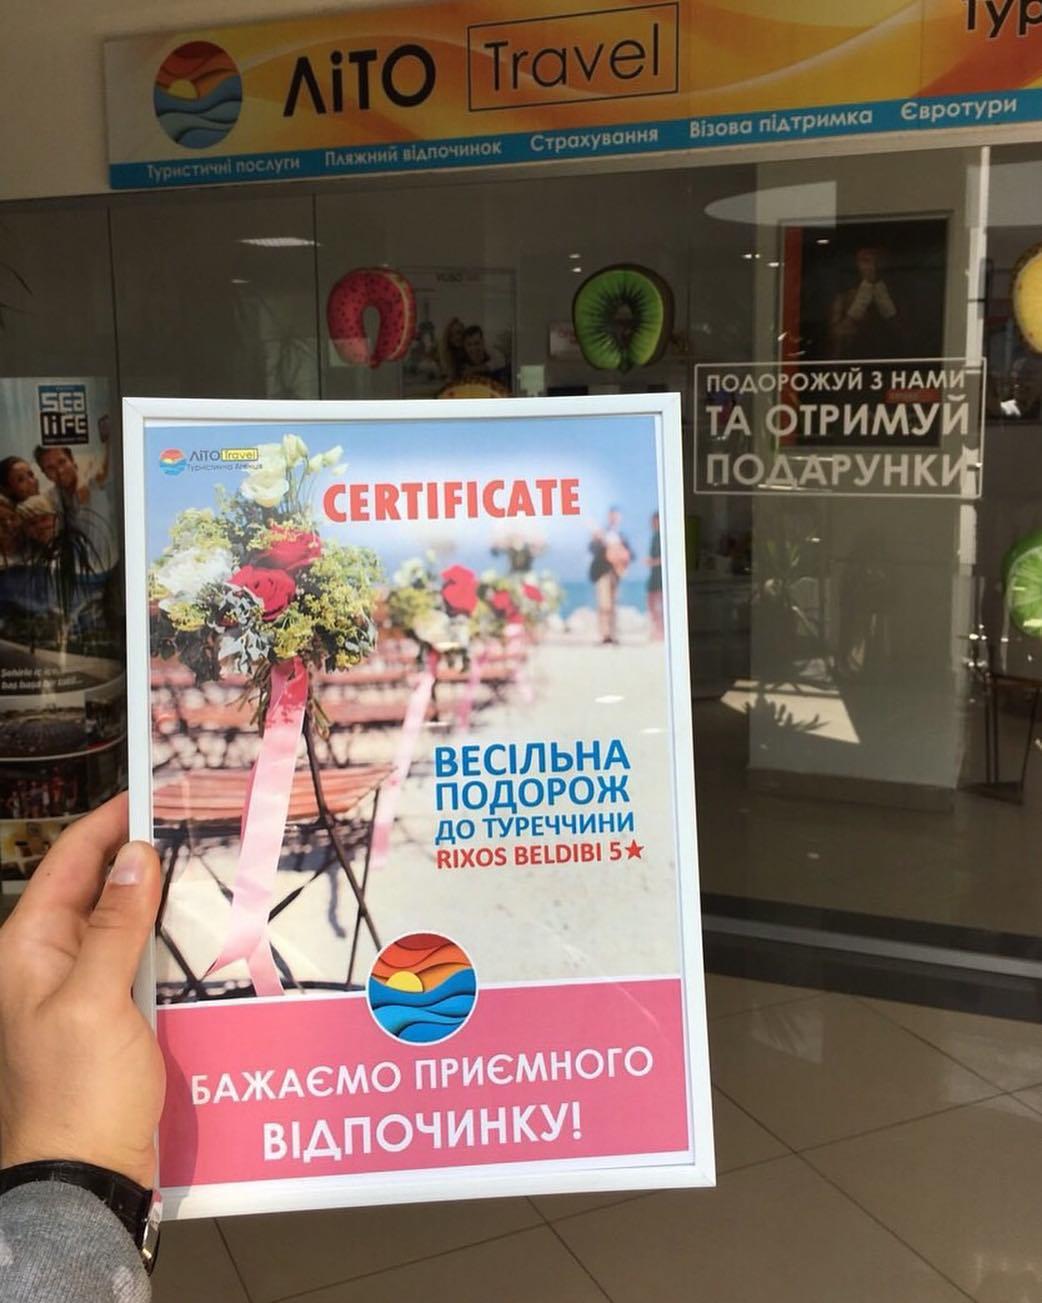 ЛіТО Travel
Тур
Туристичні послуги Пляжний відпочинок Страхування Візова підтримка Євротури
SEA
LIFE
ПОДОРОЖУЙ З НАМИ
ТА ОТРИМУЙ
ПОДАРУНКИ
ЛіТО Travel
Туристична Агенція
CERTIFICATE
ВЕСІЛЬНА
ПОДОРОЖ
ДО ТУРЕЧЧИНИ
RIXOS BELDIBI 5★
БАЖАЄМО ПРИЄМНОГО
ВІДПОЧИНКУ!